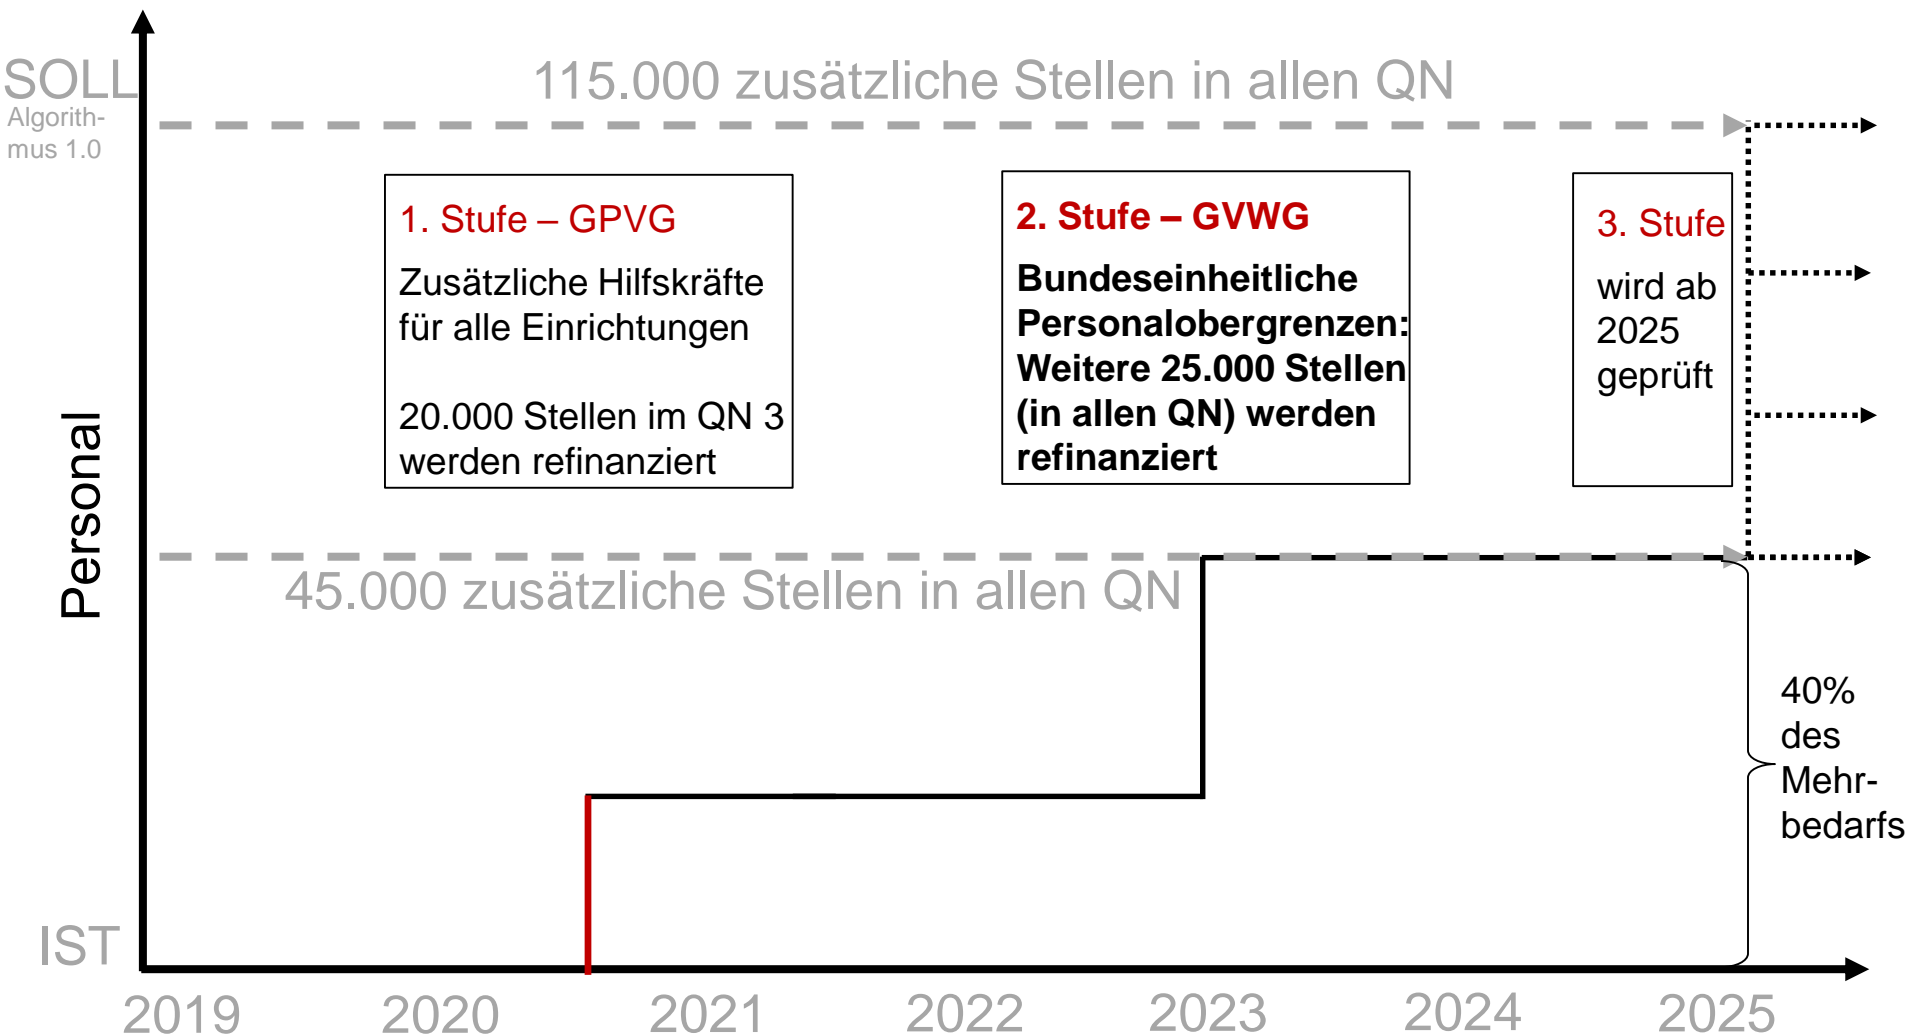 SOLL
Algorith-
mus 1.0
115.000 zusätzliche Stellen in allen QN
1. Stufe – GPVG
Zusätzliche Hilfskräfte
für alle Einrichtungen
20.000 Stellen im QN 3
werden refinanziert
2. Stufe – GVWG
Bundeseinheitliche
Personalobergrenzen:
Weitere 25.000 Stellen
(in allen QN) werden
refinanziert
3. Stufe
wird ab
2025
geprüft
Personal
45.000 zusätzliche Stellen in allen QN
40%
des
Mehr-
bedarfs
IST
2019 2020 2021 2022 2023 2024 2025